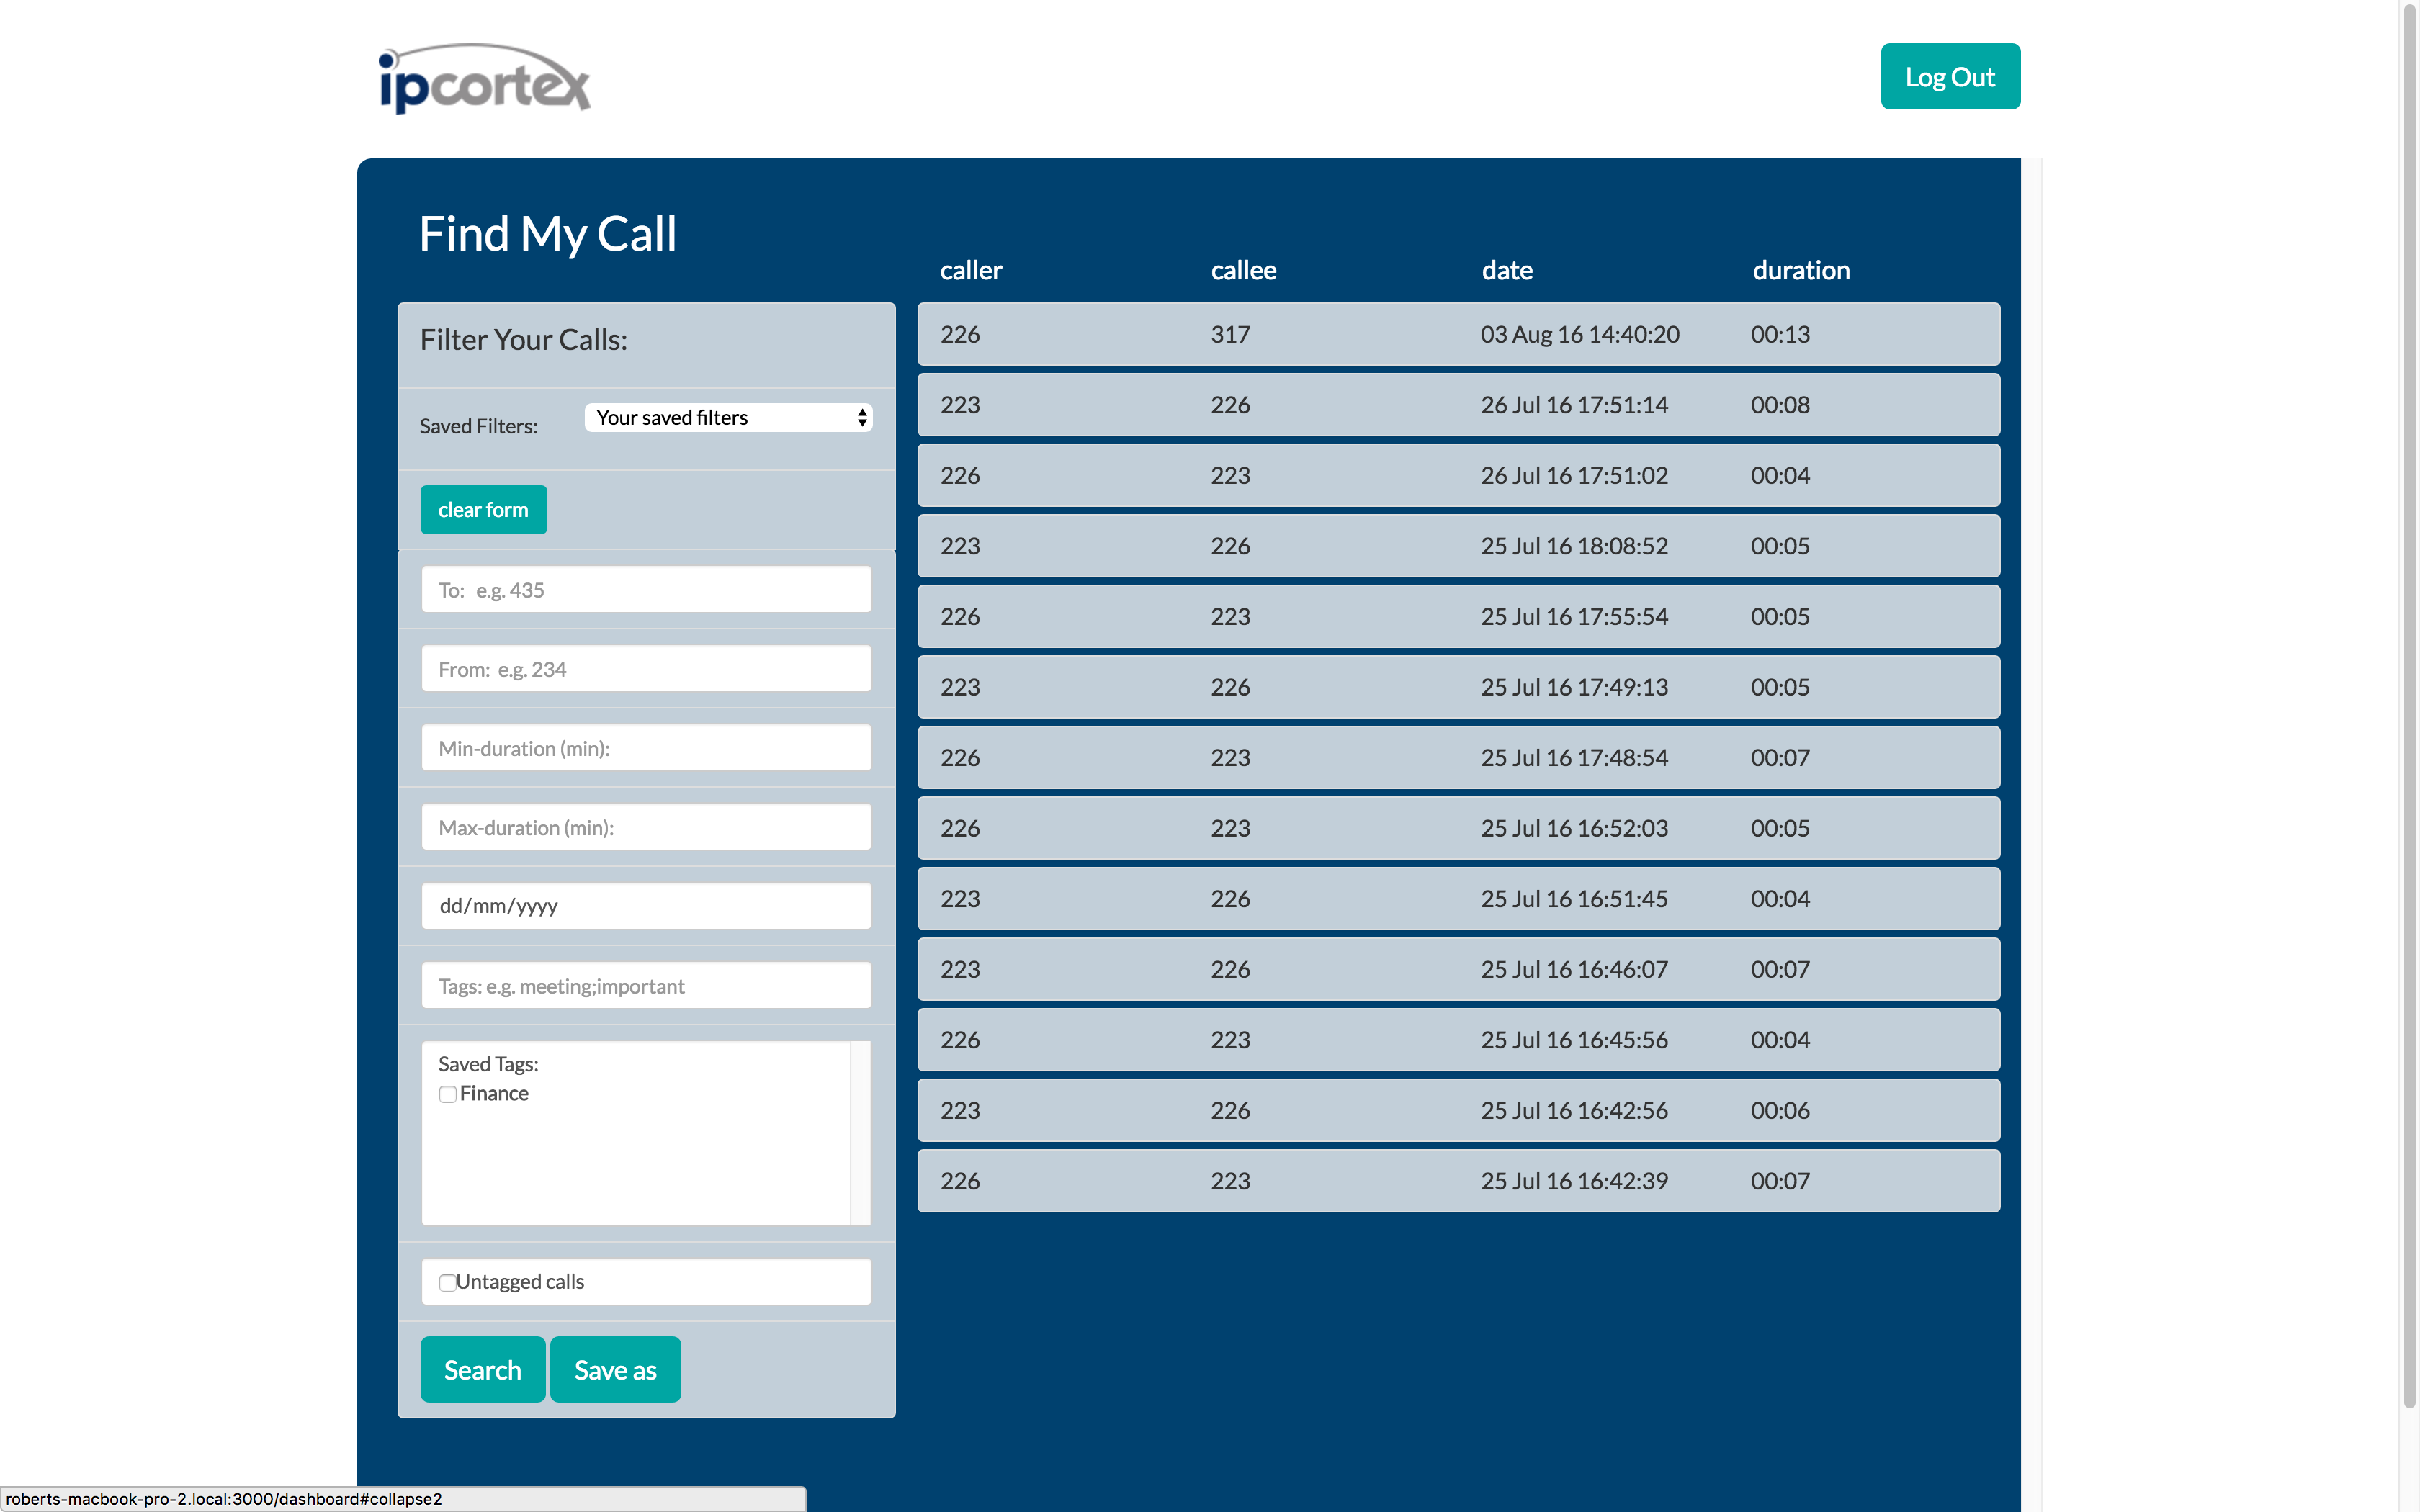 ipcortex
Log Out
Find My Call
caller callee date duration
Filter Your Calls:
Saved Filters: Your saved filters
clear form
To: e.g. 435
From: e.g. 234
Min-duration (min):
Max-duration (min):
dd/mm/yyyy
Tags: e.g. meeting;important
Saved Tags:
Finance
Untagged calls
Search Save as
226 317 03 Aug 16 14:40:20 00:13
223 226 26 Jul 16 17:51:14 00:08
226 223 26 Jul 16 17:51:02 00:04
223 226 25 Jul 16 18:08:52 00:05
226 223 25 Jul 16 17:55:54 00:05
223 226 25 Jul 16 17:49:13 00:05
226 223 25 Jul 16 17:48:54 00:07
226 223 25 Jul 16 16:52:03 00:05
223 226 25 Jul 16 16:51:45 00:04
223 226 25 Jul 16 16:46:07 00:07
226 223 25 Jul 16 16:45:56 00:04
223 226 25 Jul 16 16:42:56 00:06
226 223 25 Jul 16 16:42:39 00:07
roberts-macbook-pro-2.local:3000/dashboard#collapse2